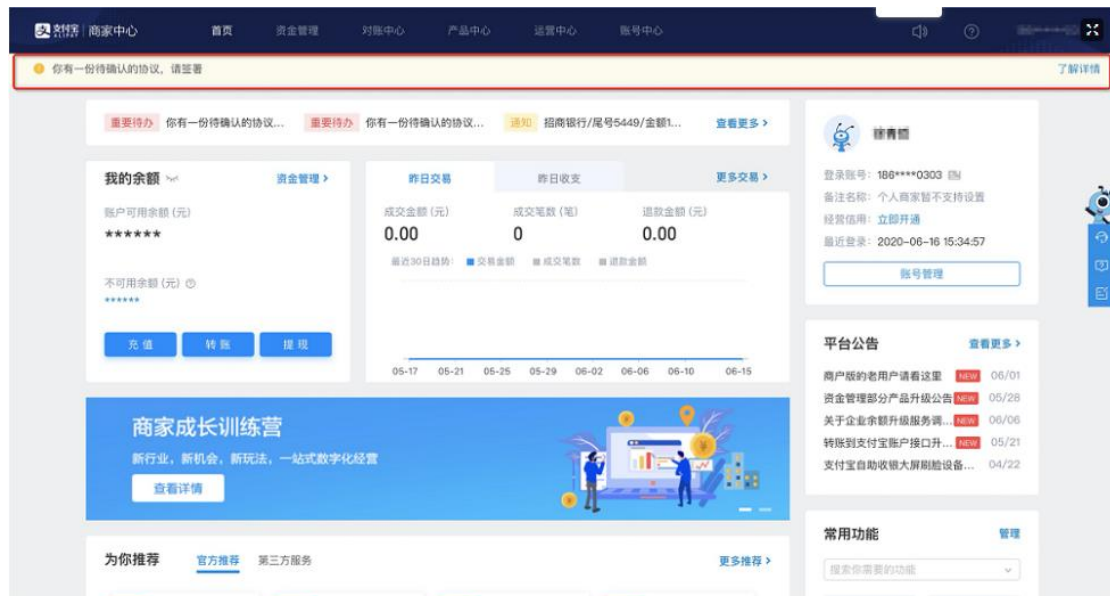 支付宝 ALIPAY 商家中心 首页 资金管理 对账中心 产品中心 运营中心 账号中心
你有一份待确认的协议，请签署 了解详情
重要待办 你有一份待确认的协议... 重要待办 你有一份待确认的协议... 通知 招商银行/尾号5449/金额1... 查看更多 >
我的余额 资金管理 >
账户可用余额 (元)
******
不可用余额 (元)
******
充值 转账 提现
昨日交易 昨日收支 更多交易 >
成交金额 (元) 成交笔数 (笔) 退款金额 (元)
0.00 0 0.00
最近30日趋势: 交易金额 成交笔数 退款金额
05-17 05-21 05-25 05-29 06-02 06-06 06-10 06-15
登录账号: 186****0303
备注名称: 个人商家暂不支持设置
经营信用: 立即开通
最近登录: 2020-06-16 15:34:57
账号管理
平台公告 查看更多 >
商户版的老用户请看这里 NEW 06/01
资金管理部分产品升级公告 NEW 05/28
关于企业余额升级服务调... NEW 06/06
转账到支付宝账户接口升... NEW 05/21
支付宝自助收银大屏刷脸设备... 04/22
商家成长训练营
新行业，新机会，新玩法，一站式数字化经营
查看详情
为你推荐 官方推荐 第三方服务 更多推荐 >
常用功能 管理
搜索你需要的功能